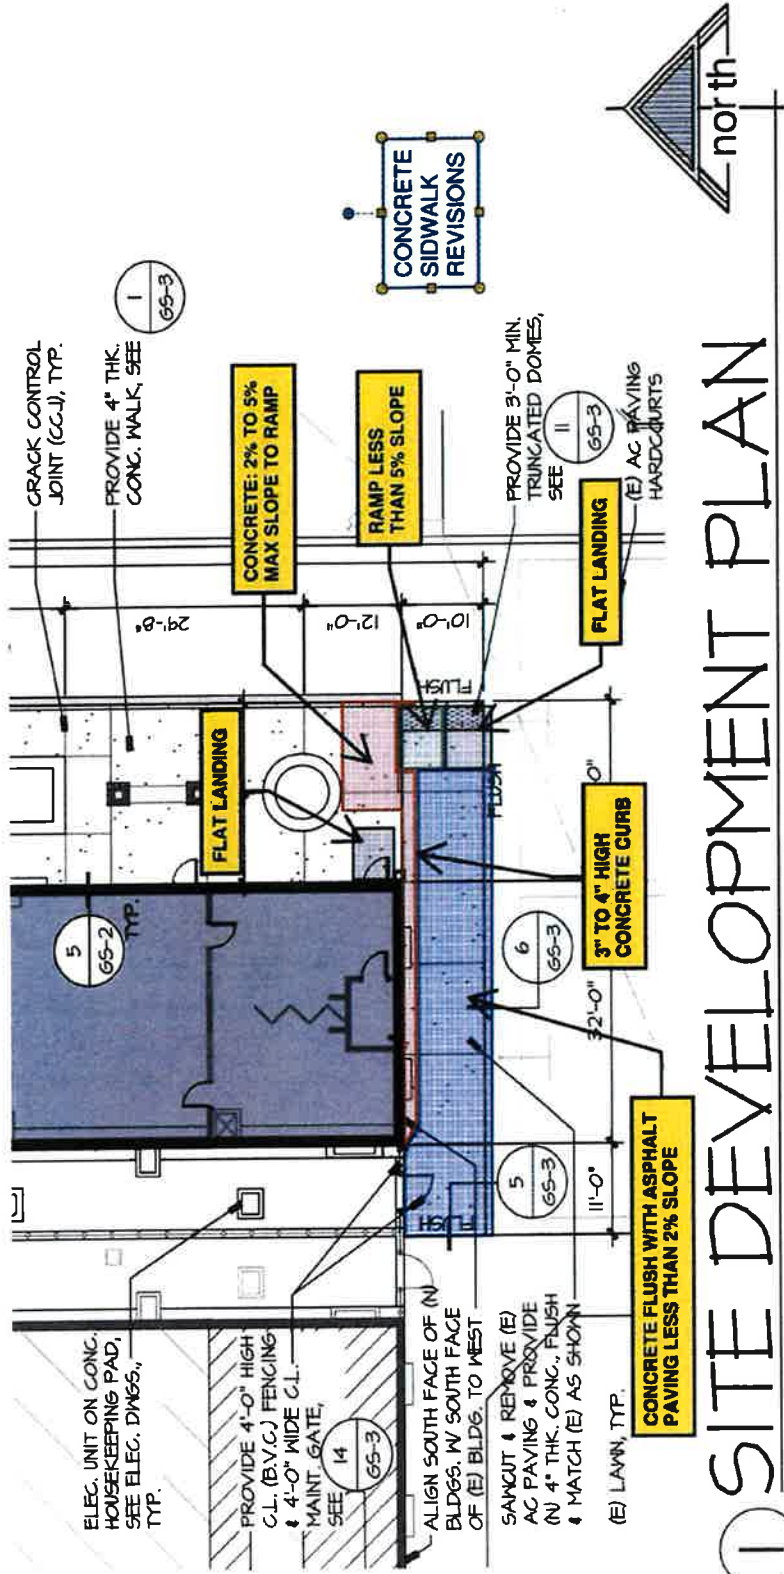 ELEC. UNIT ON CONC.
HOUSEKEEPING PAD,
SEE ELEC. DWGS.,
TYP.
PROVIDE 4'-0" HIGH
C.L. (B.V.C.) FENCING
& 4'-0" WIDE C.L.
MAINT. GATE,
SEE
14
GS-3
ALIGN SOUTH FACE OF (N)
BLDGS. W/ SOUTH FACE
OF (E) BLDG. TO WEST
SAWCUT & REMOVE (E)
AC PAVING & PROVIDE
(N) 4" THK. CONC., FLUSH
& MATCH (E) AS SHOWN
(E) LAWN, TYP.
CONCRETE FLUSH WITH ASPHALT
PAVING LESS THAN 2% SLOPE
5
GS-2
TYP.
5
GS-3
6
GS-3
FLUSH
FLUSH
FLUSH
11'-0"
32'-0"
3" TO 4" HIGH
CONCRETE CURB
FLAT LANDING
29'-8"
12'-0"
10'-0"
CRACK CONTROL
JOINT (CCJ), TYP.
PROVIDE 4" THK.
CONC. WALK, SEE
1
GS-3
CONCRETE: 2% TO 5%
MAX SLOPE TO RAMP
RAMP LESS
THAN 5% SLOPE
PROVIDE 3'-0" MIN.
TRUNCATED DOMES,
SEE
11
GS-3
FLAT LANDING
(E) AC PAVING
HARDCOURTS
CONCRETE
SIDWALK
REVISIONS
north
1
SITE DEVELOPMENT PLAN